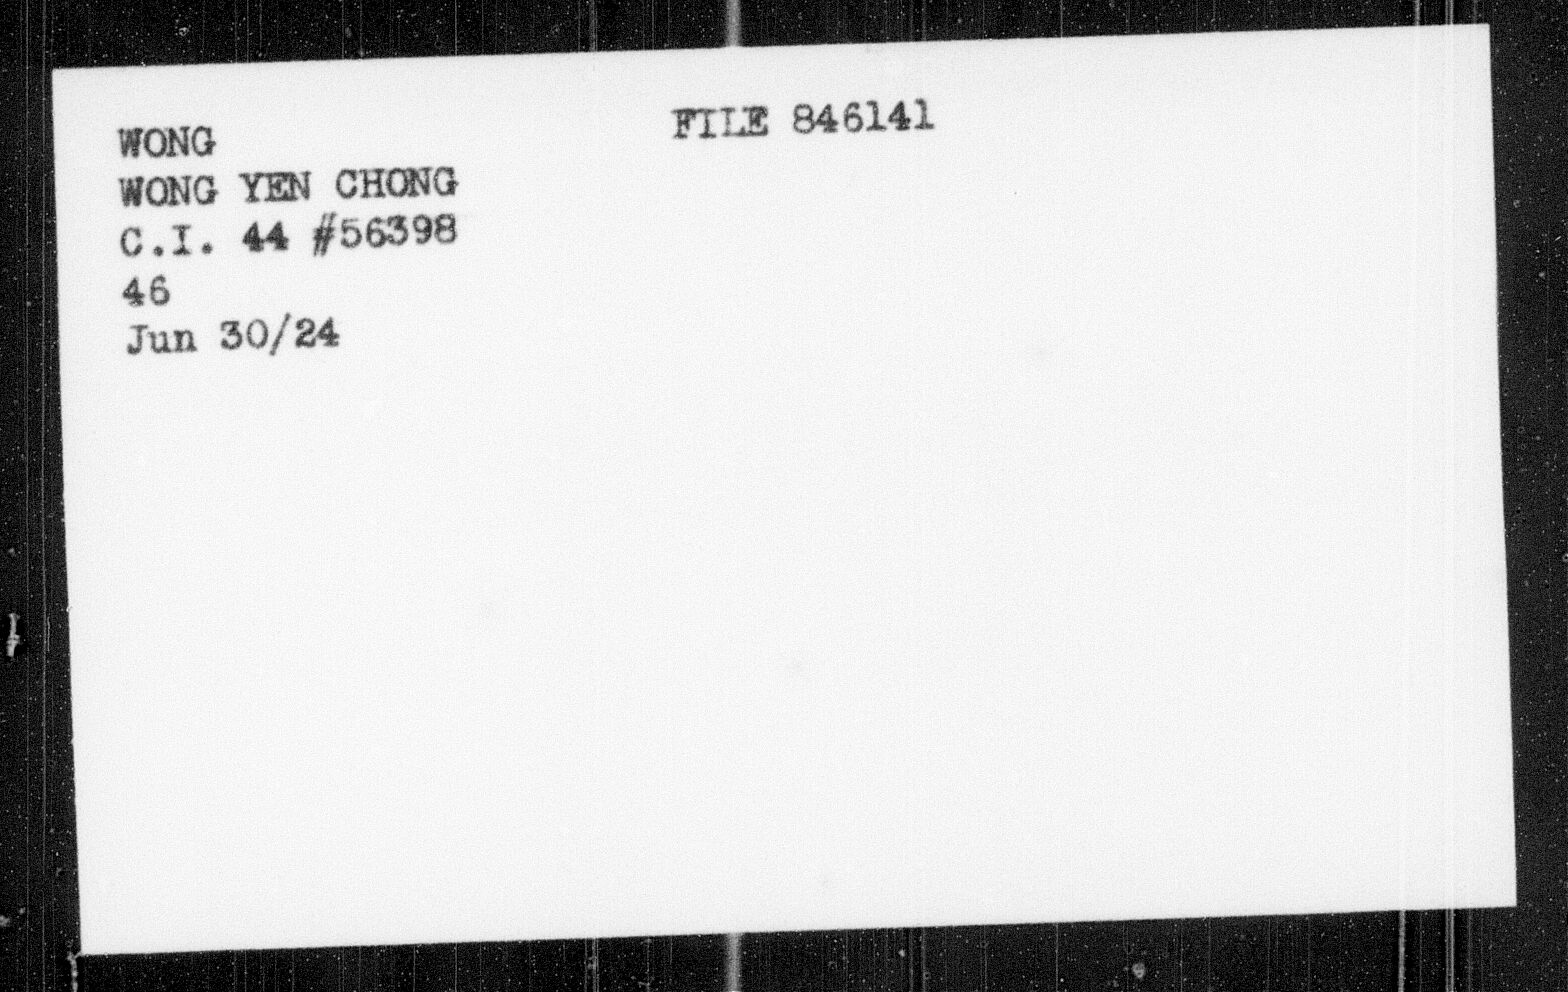 WONG FILE 846141
WONG YEN CHONG
C.I. 44 #56398
46
Jun 30/24